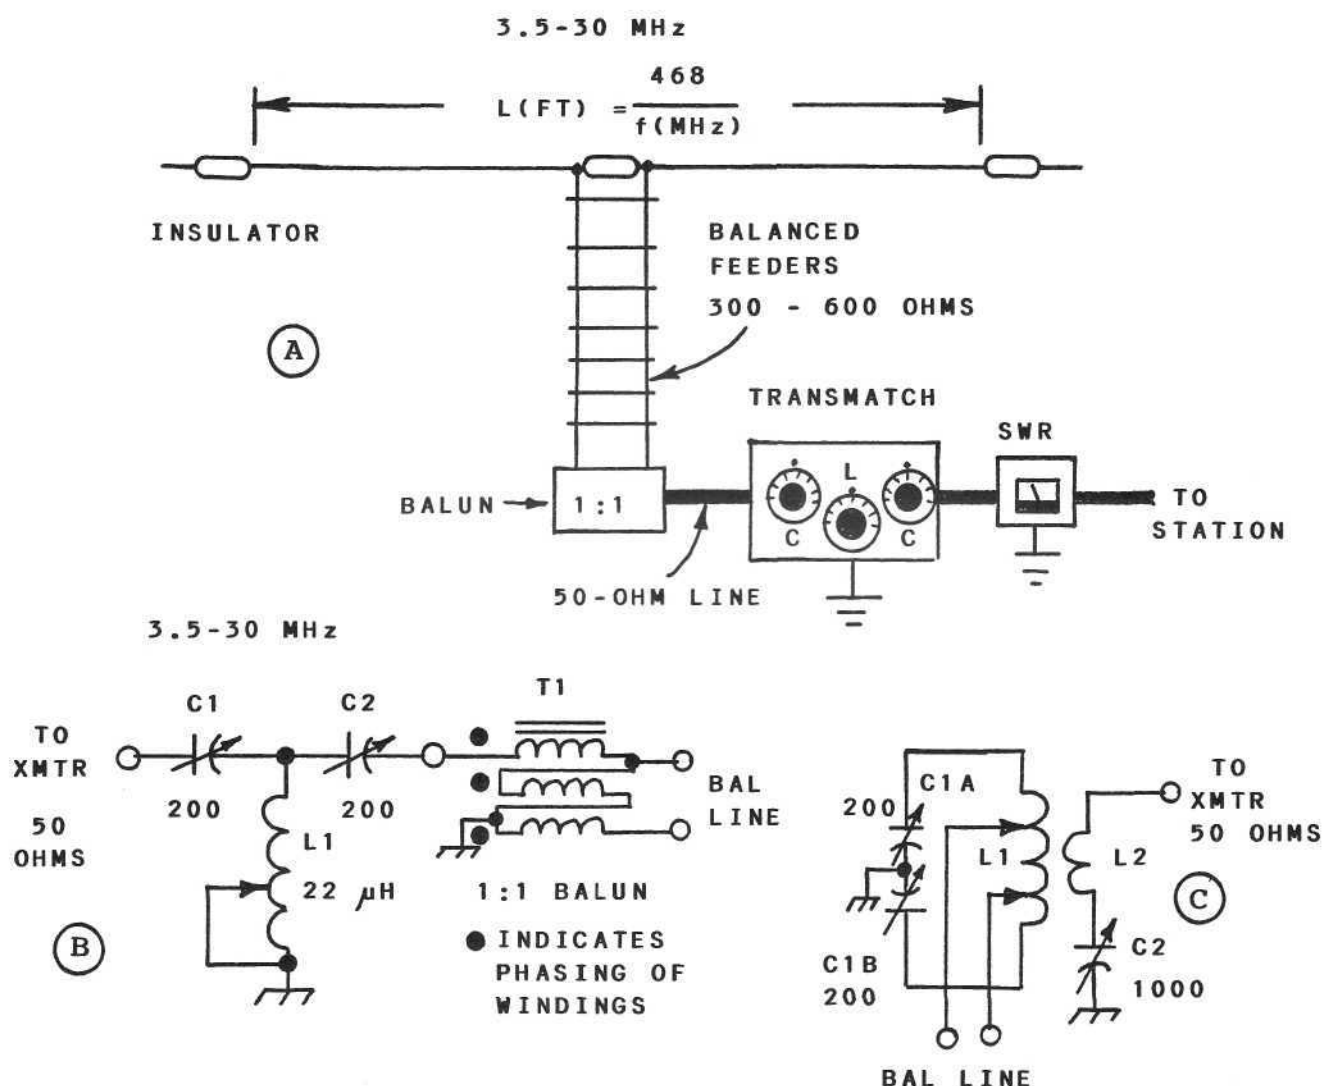 3.5-30 MHz
L(FT) = 468
f(MHz)
INSULATOR
BALANCED
FEEDERS
300 - 600 OHMS
A
TRANSMATCH
SWR
L
C
C
BALUN
1:1
TO
STATION
50-OHM LINE
3.5-30 MHz
TO
XMTR
50
OHMS
C1
200
C2
200
L1
22 μH
T1
BAL
LINE
1:1 BALUN
INDICATES
PHASING OF
WINDINGS
B
C1A
200
C1B
200
L1
L2
TO
XMTR
50 OHMS
C
C2
1000
BAL LINE